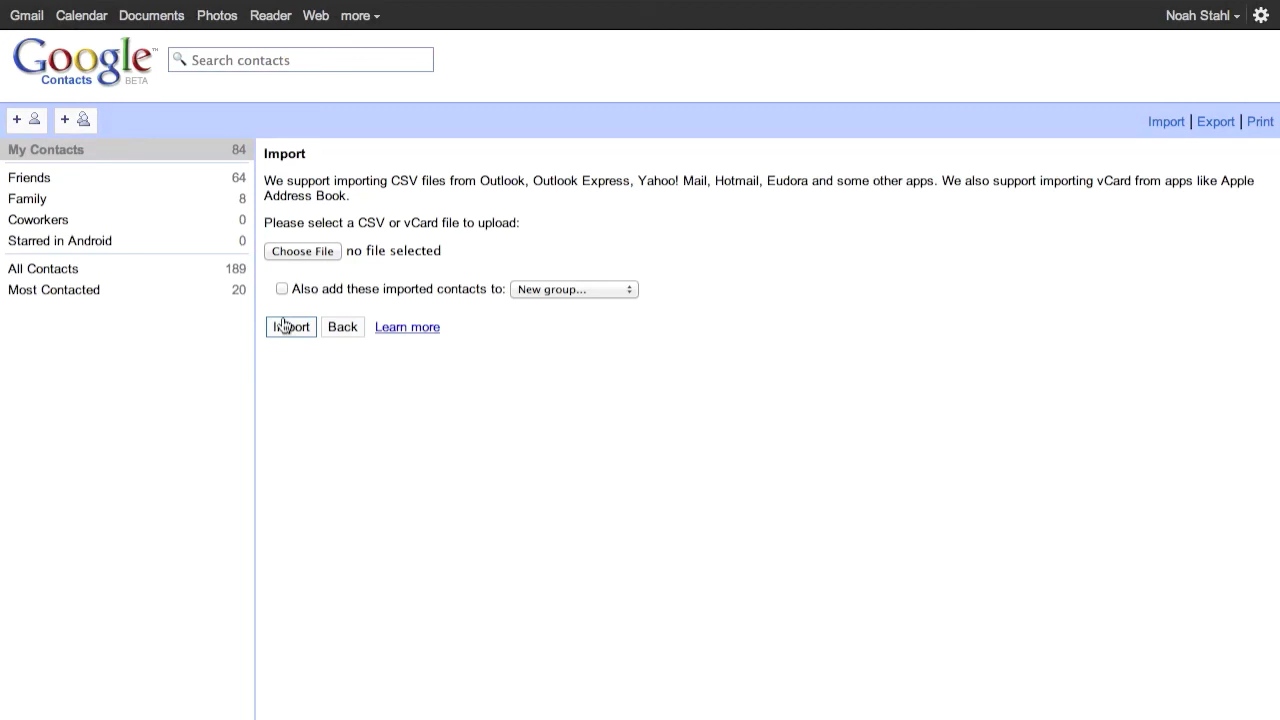 Gmail Calendar Documents Photos Reader Web more Noah Stahl
Google™
Contacts BETA
Search contacts
+ +
Import | Export | Print
My Contacts 84
Friends 64
Family 8
Coworkers 0
Starred in Android 0
All Contacts 189
Most Contacted 20
Import
We support importing CSV files from Outlook, Outlook Express, Yahoo! Mail, Hotmail, Eudora and some other apps. We also support importing vCard from apps like Apple
Address Book.
Please select a CSV or vCard file to upload:
Choose File no file selected
Also add these imported contacts to: New group...
Import Back Learn more